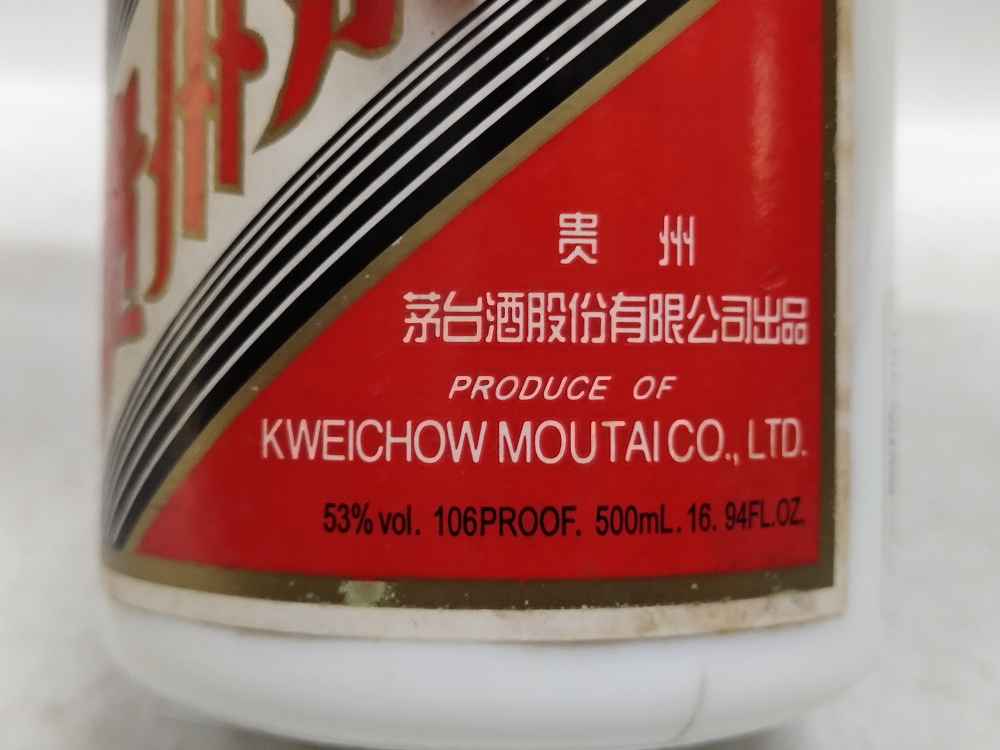 贵 州
茅台酒股份有限公司出品
PRODUCE OF
KWEICHOW MOUTAI CO., LTD.
53% vol. 106PROOF. 500mL. 16. 94FL.OZ.